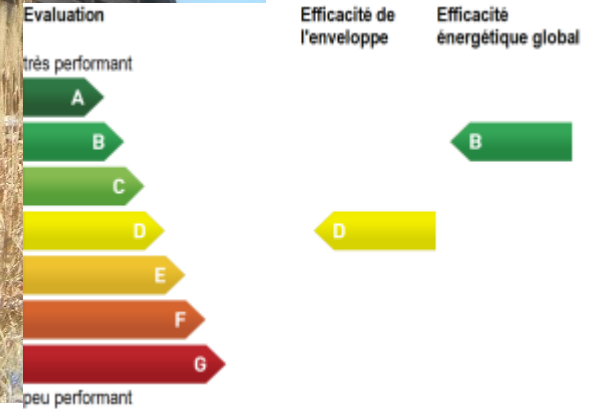 Evaluation
Efficacité de
l'enveloppe
Efficacité
énergétique global
très performant
A
B
B
C
D
D
E
F
G
peu performant